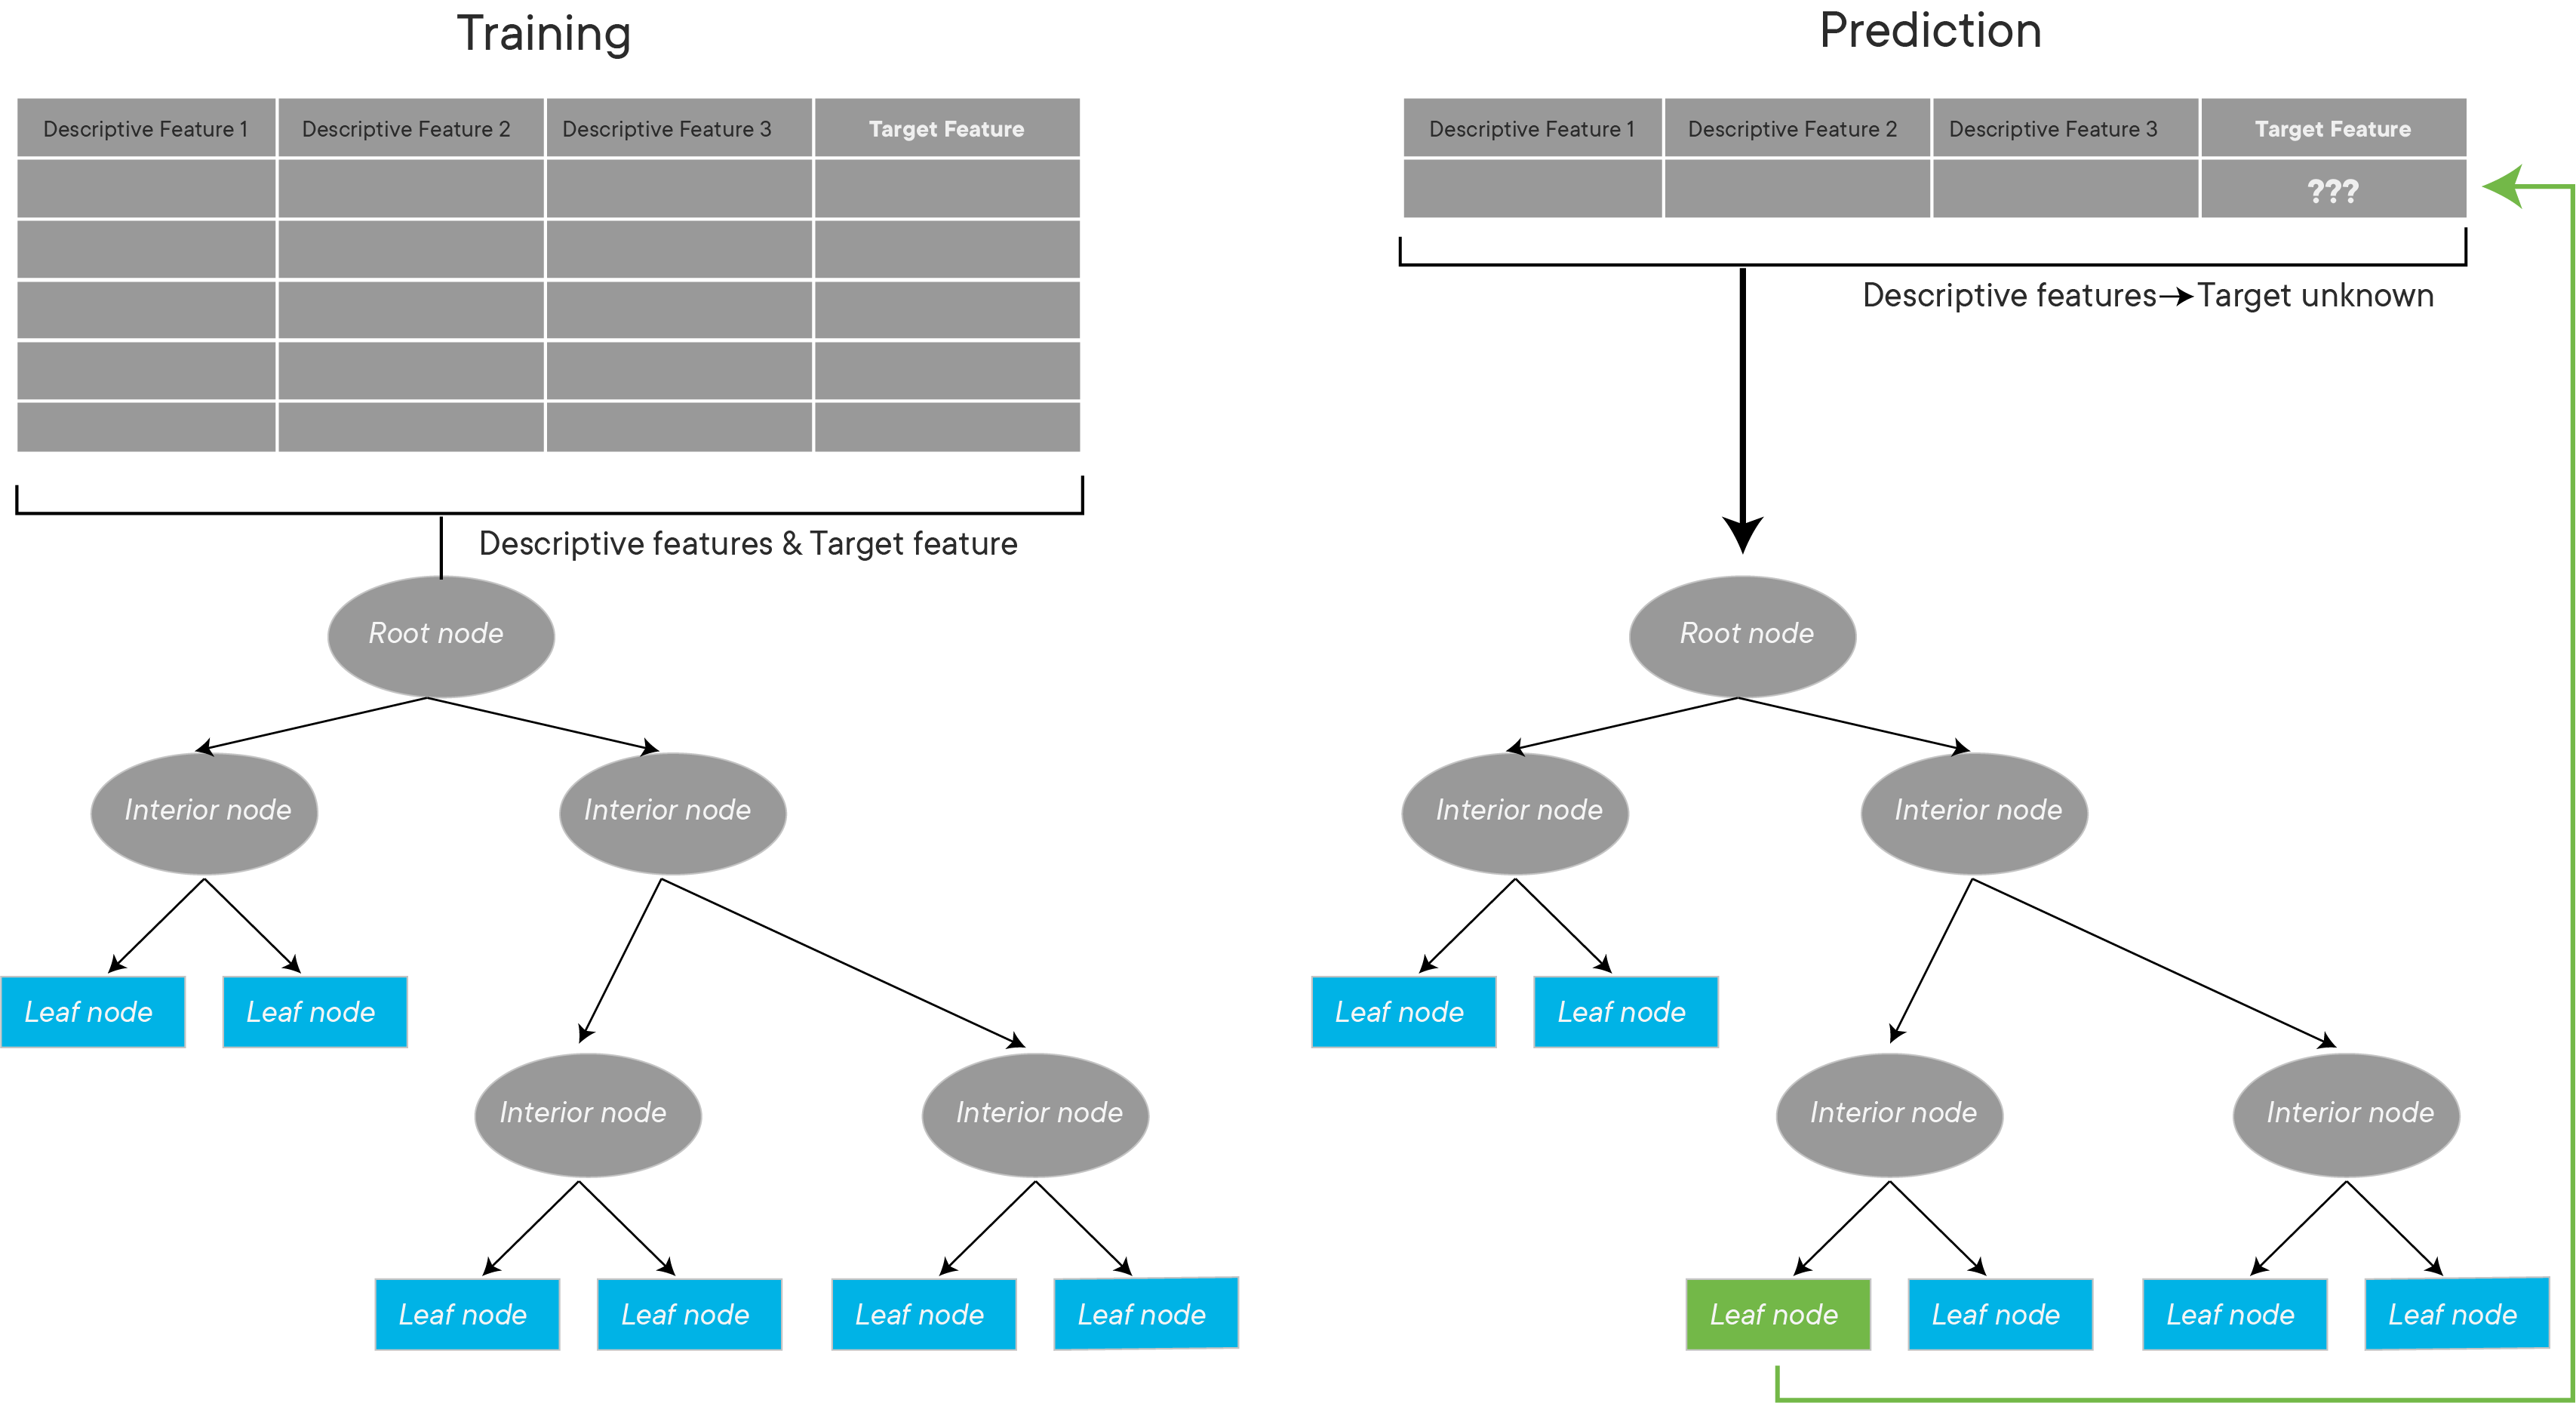 Training
Descriptive Feature 1
Descriptive Feature 2
Descriptive Feature 3
Target Feature
Descriptive features & Target feature
Root node
Interior node
Interior node
Leaf node
Leaf node
Interior node
Interior node
Leaf node
Leaf node
Leaf node
Leaf node
Prediction
Descriptive Feature 1
Descriptive Feature 2
Descriptive Feature 3
Target Feature
???
Descriptive features→Target unknown
Root node
Interior node
Interior node
Leaf node
Leaf node
Interior node
Interior node
Leaf node
Leaf node
Leaf node
Leaf node